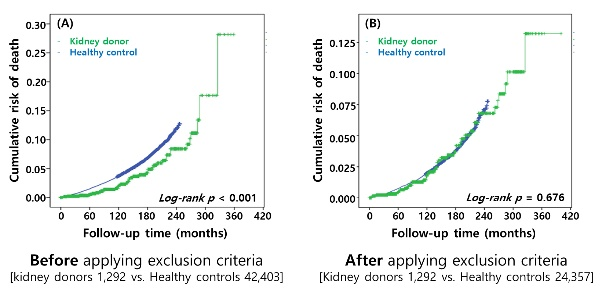 (A)
Kidney donor
Healthy control
Cumulative risk of death
0.30
0.25
0.20
0.15
0.10
0.05
0.00
Log-rank p < 0.001
0 60 120 180 240 300 360 420
Follow-up time (months)
Before applying exclusion criteria
[kidney donors 1,292 vs. Healthy controls 42,403]
(B)
Kidney donor
Healthy control
Cumulative risk of death
0.125
0.100
0.075
0.050
0.025
0.000
Log-rank p = 0.676
0 60 120 180 240 300 360 420
Follow-up time (months)
After applying exclusion criteria
[Kidney donors 1,292 vs. Healthy controls 24,357]